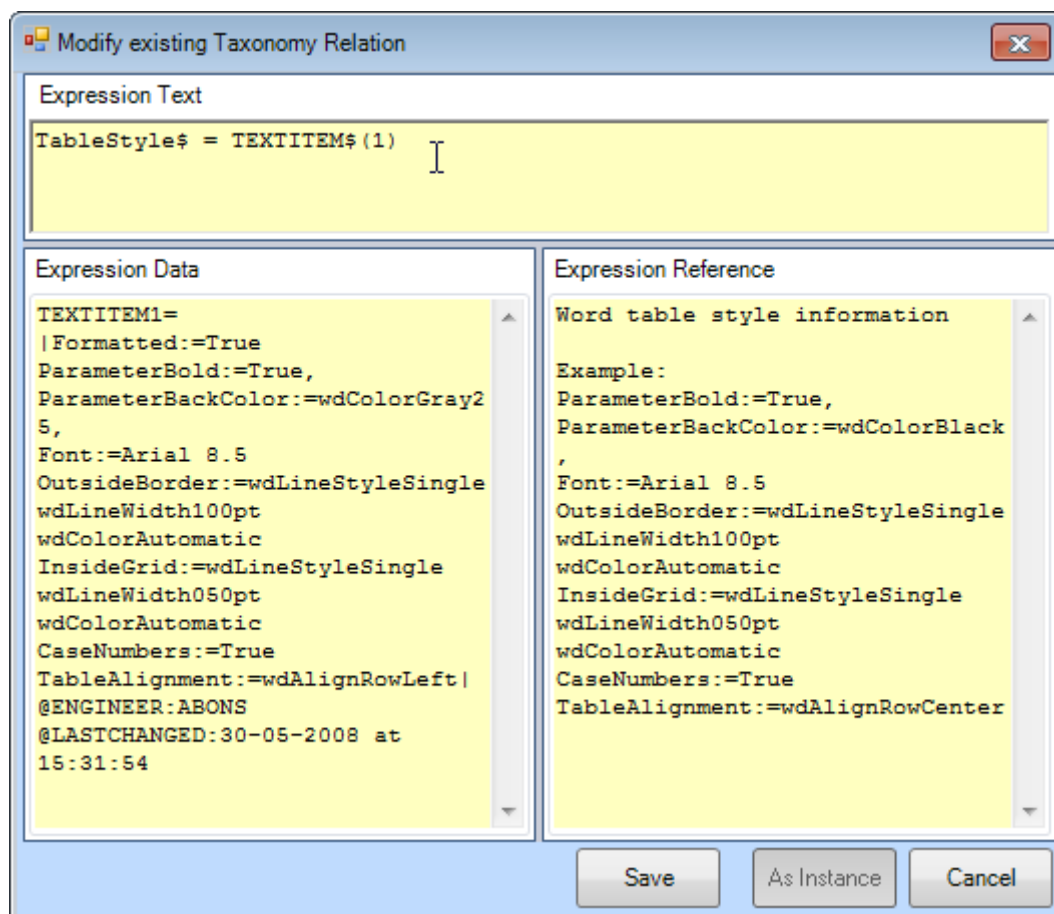 Modify existing Taxonomy Relation
Expression Text
TableStyle$ = TEXTITEM$(1)
Expression Data
TEXTITEM1=
|Formatted:=True
ParameterBold:=True,
ParameterBackColor:=wdColorGray2
5,
Font:=Arial 8.5
OutsideBorder:=wdLineStyleSingle
wdLineWidth100pt
wdColorAutomatic
InsideGrid:=wdLineStyleSingle
wdLineWidth050pt
wdColorAutomatic
CaseNumbers:=True
TableAlignment:=wdAlignRowLeft|
@ENGINEER:ABONS
@LASTCHANGED:30-05-2008 at
15:31:54
Expression Reference
Word table style information
Example:
ParameterBold:=True,
ParameterBackColor:=wdColorBlack
,
Font:=Arial 8.5
OutsideBorder:=wdLineStyleSingle
wdLineWidth100pt
wdColorAutomatic
InsideGrid:=wdLineStyleSingle
wdLineWidth050pt
wdColorAutomatic
CaseNumbers:=True
TableAlignment:=wdAlignRowCenter
Save
As Instance
Cancel